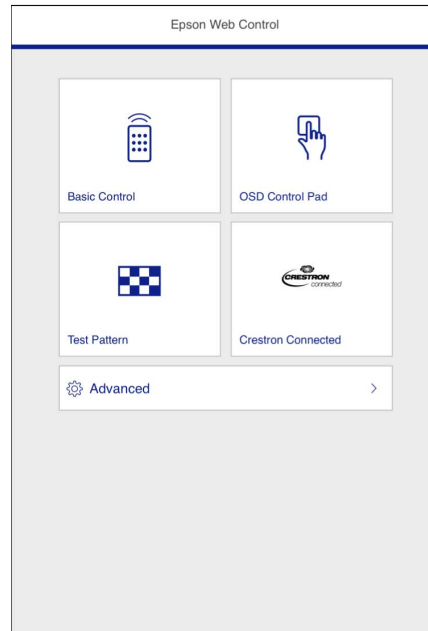 Epson Web Control
Basic Control
OSD Control Pad
CRESTRON
connected
Test Pattern
Crestron Connected
Advanced